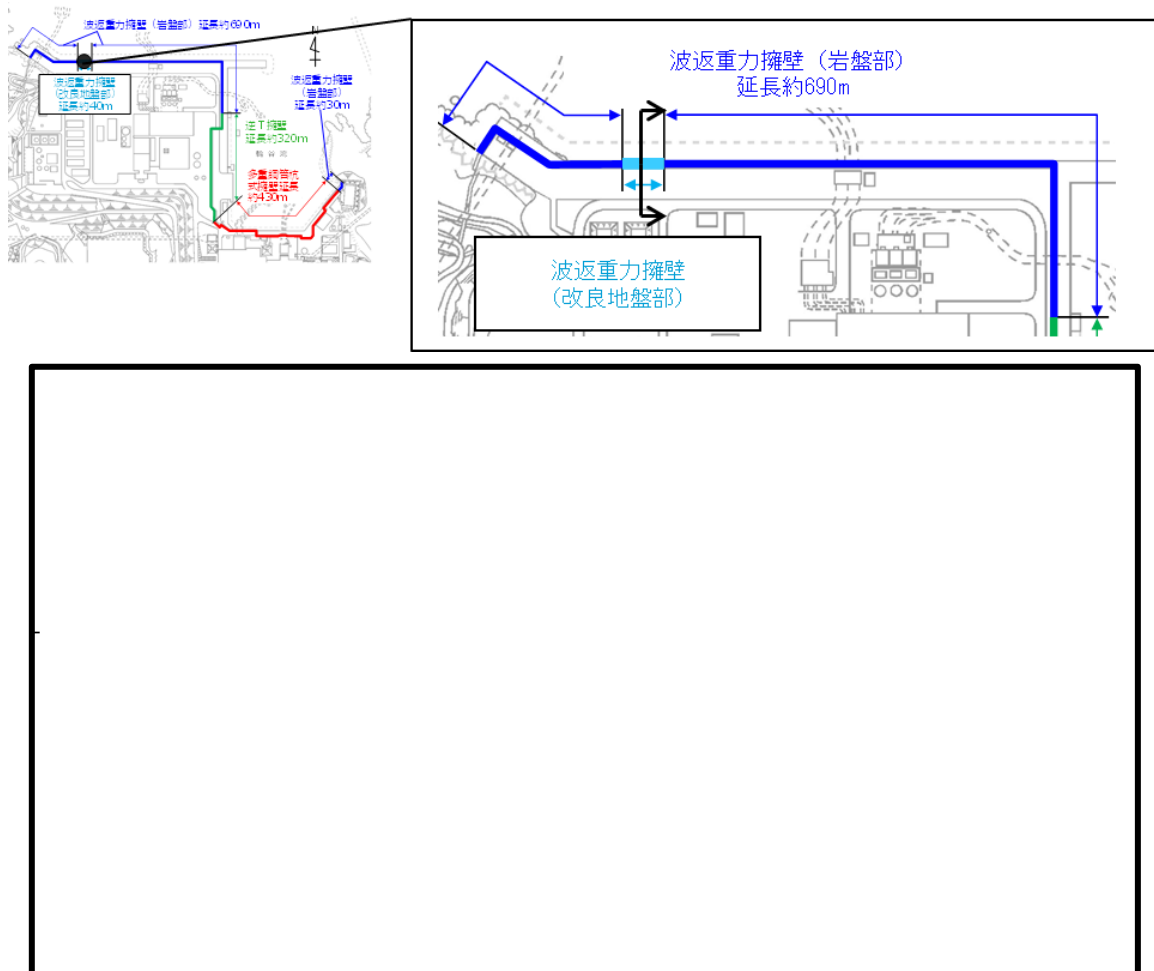 波返重力擁壁（岩盤部）延長約690m
N
波返重力擁壁
（改良地盤部）
延長約40m
波返重力擁壁
（岩盤部）
延長約30m
逆Ｔ擁壁
延長約320m
輪谷湾
多重鋼管杭
式擁壁延長
約430m
波返重力擁壁（岩盤部）
延長約690m
波返重力擁壁
（改良地盤部）